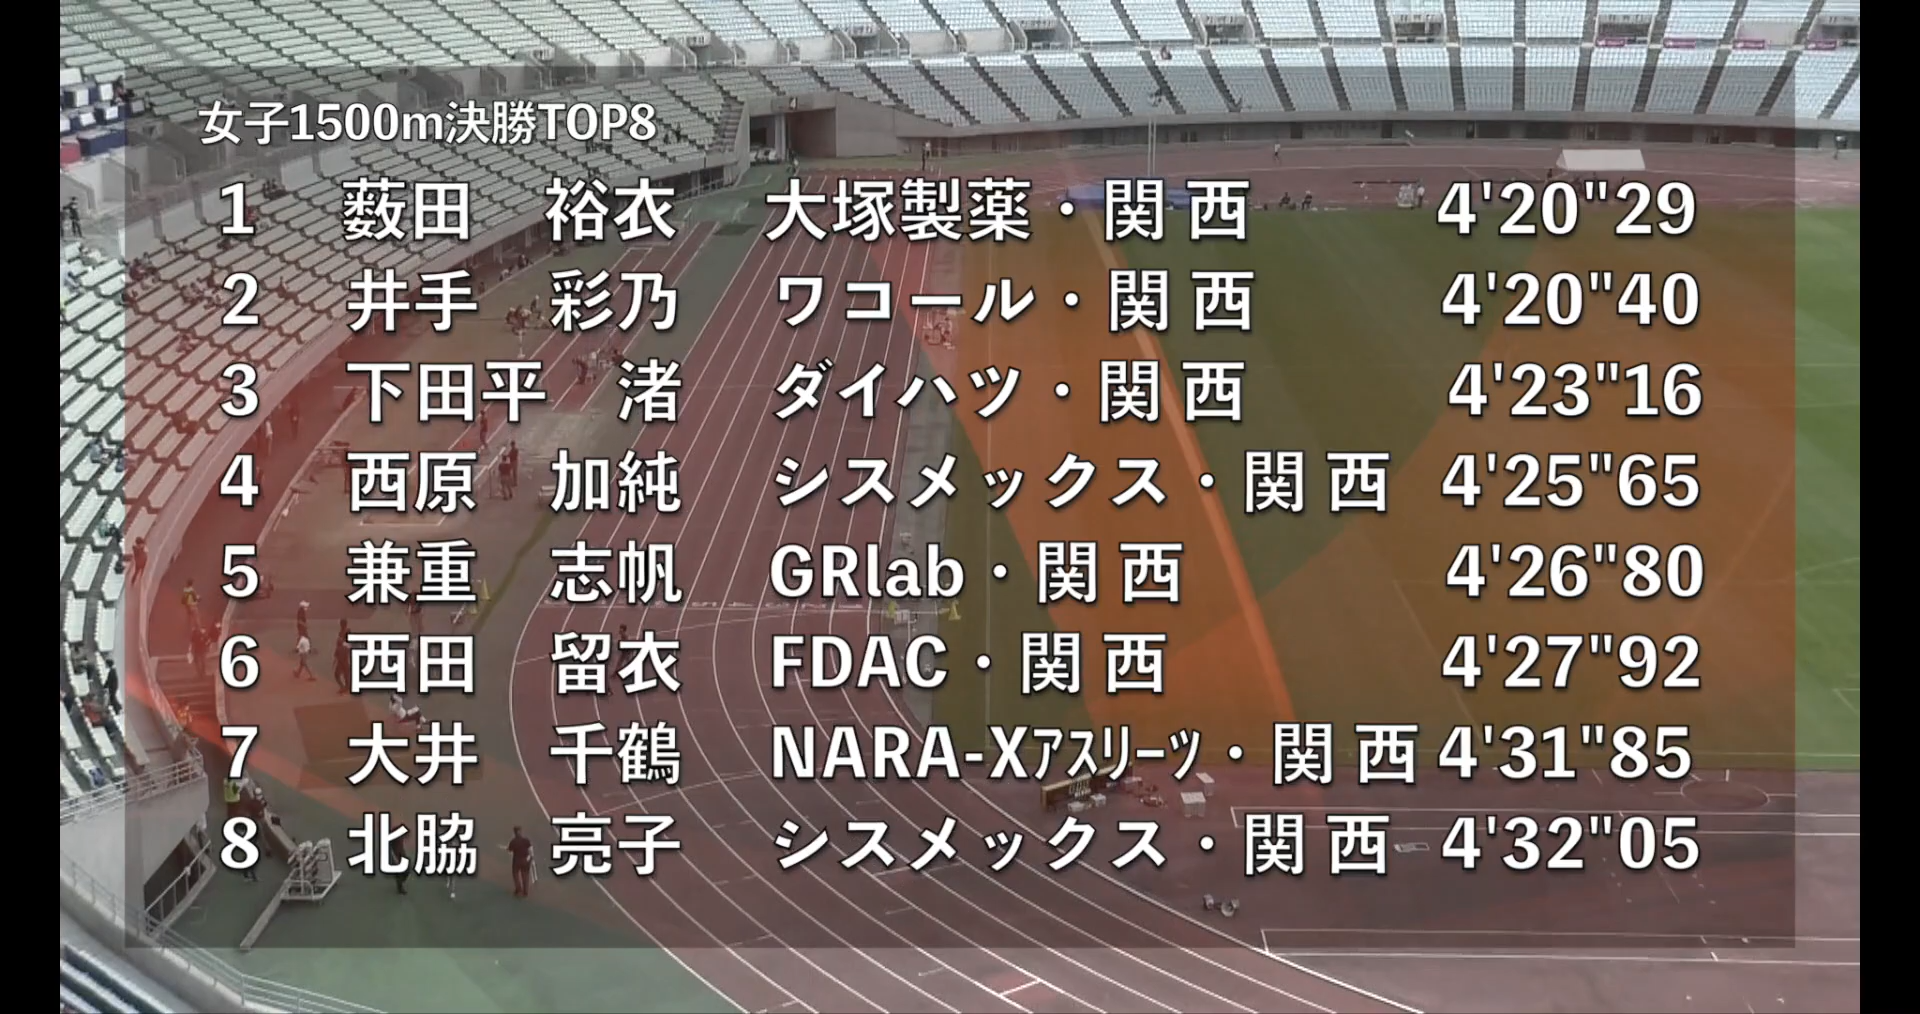 女子1500m決勝TOP8
1 薮田 裕衣 大塚製薬・関西 4'20"29
2 井手 彩乃 ワコール・関西 4'20"40
3 下田平 渚 ダイハツ・関西 4'23"16
4 西原 加純 シスメックス・関西 4'25"65
5 兼重 志帆 GRlab・関西 4'26"80
6 西田 留衣 FDAC・関西 4'27"92
7 大井 千鶴 NARA-Xｱｽﾘｰﾂ・関西 4'31"85
8 北脇 亮子 シスメックス・関西 4'32"05